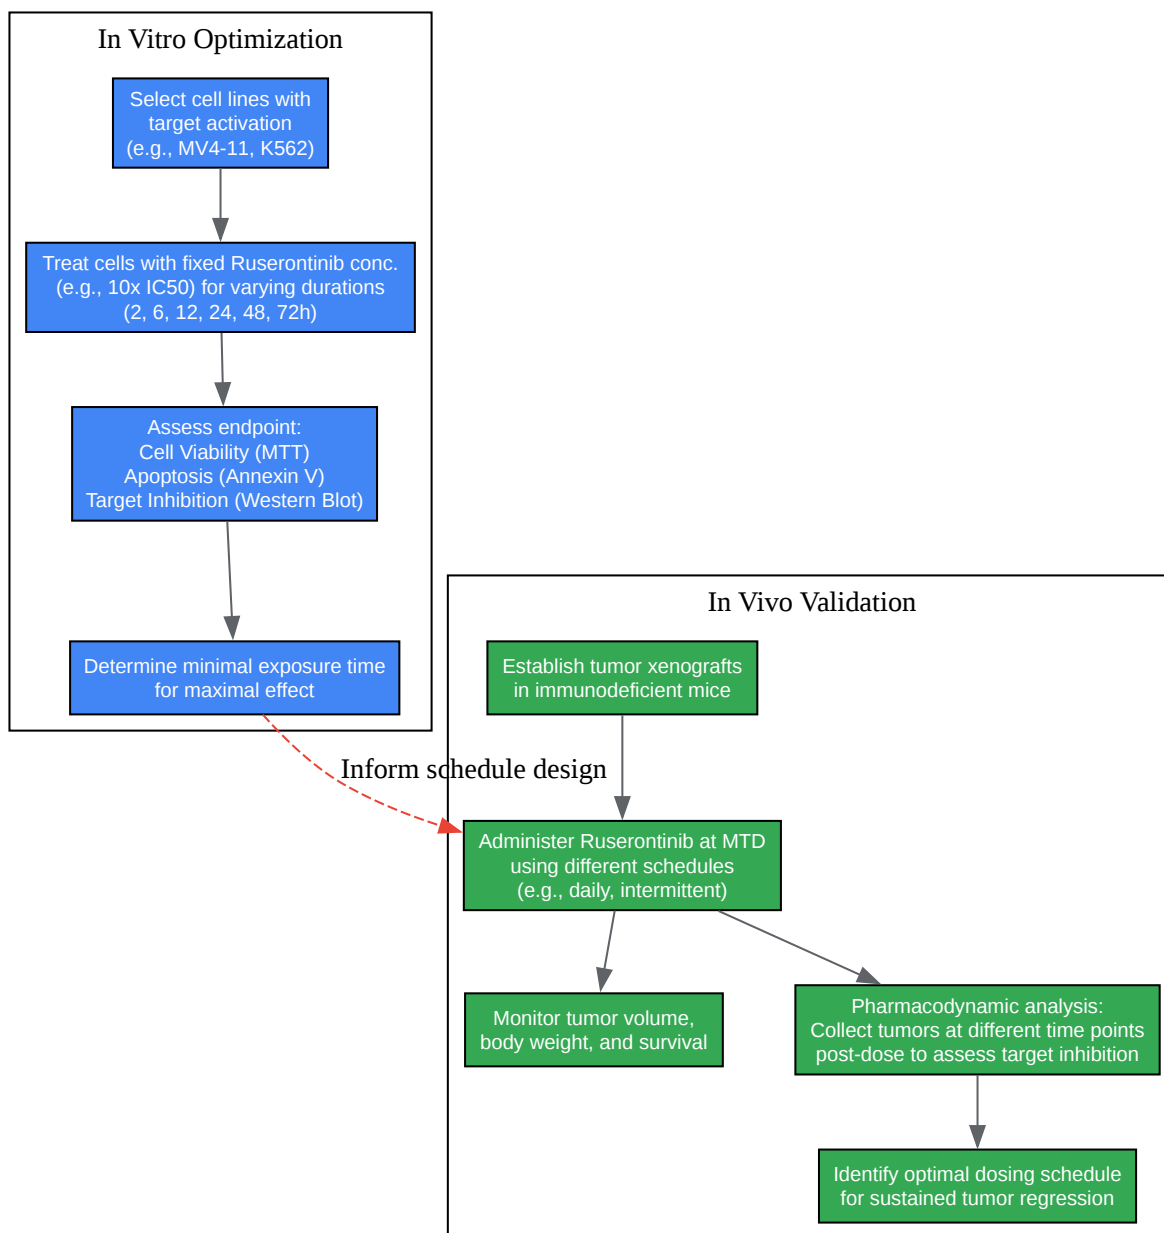 In Vitro Optimization
Select cell lines with
target activation
(e.g., MV4-11, K562)
Treat cells with fixed Ruserontinib conc.
(e.g., 10x IC50) for varying durations
(2, 6, 12, 24, 48, 72h)
Assess endpoint:
Cell Viability (MTT)
Apoptosis (Annexin V)
Target Inhibition (Western Blot)
Determine minimal exposure time
for maximal effect
Inform schedule design
In Vivo Validation
Establish tumor xenografts
in immunodeficient mice
Administer Ruserontinib at MTD
using different schedules
(e.g., daily, intermittent)
Monitor tumor volume,
body weight, and survival
Pharmacodynamic analysis:
Collect tumors at different time points
post-dose to assess target inhibition
Identify optimal dosing schedule
for sustained tumor regression